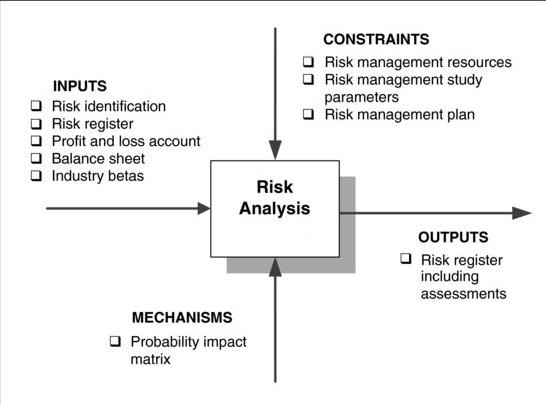 CONSTRAINTS
Risk management resources
Risk management study
parameters
Risk management plan
INPUTS
Risk identification
Risk register
Profit and loss account
Balance sheet
Industry betas
Risk
Analysis
OUTPUTS
Risk register
including
assessments
MECHANISMS
Probability impact
matrix